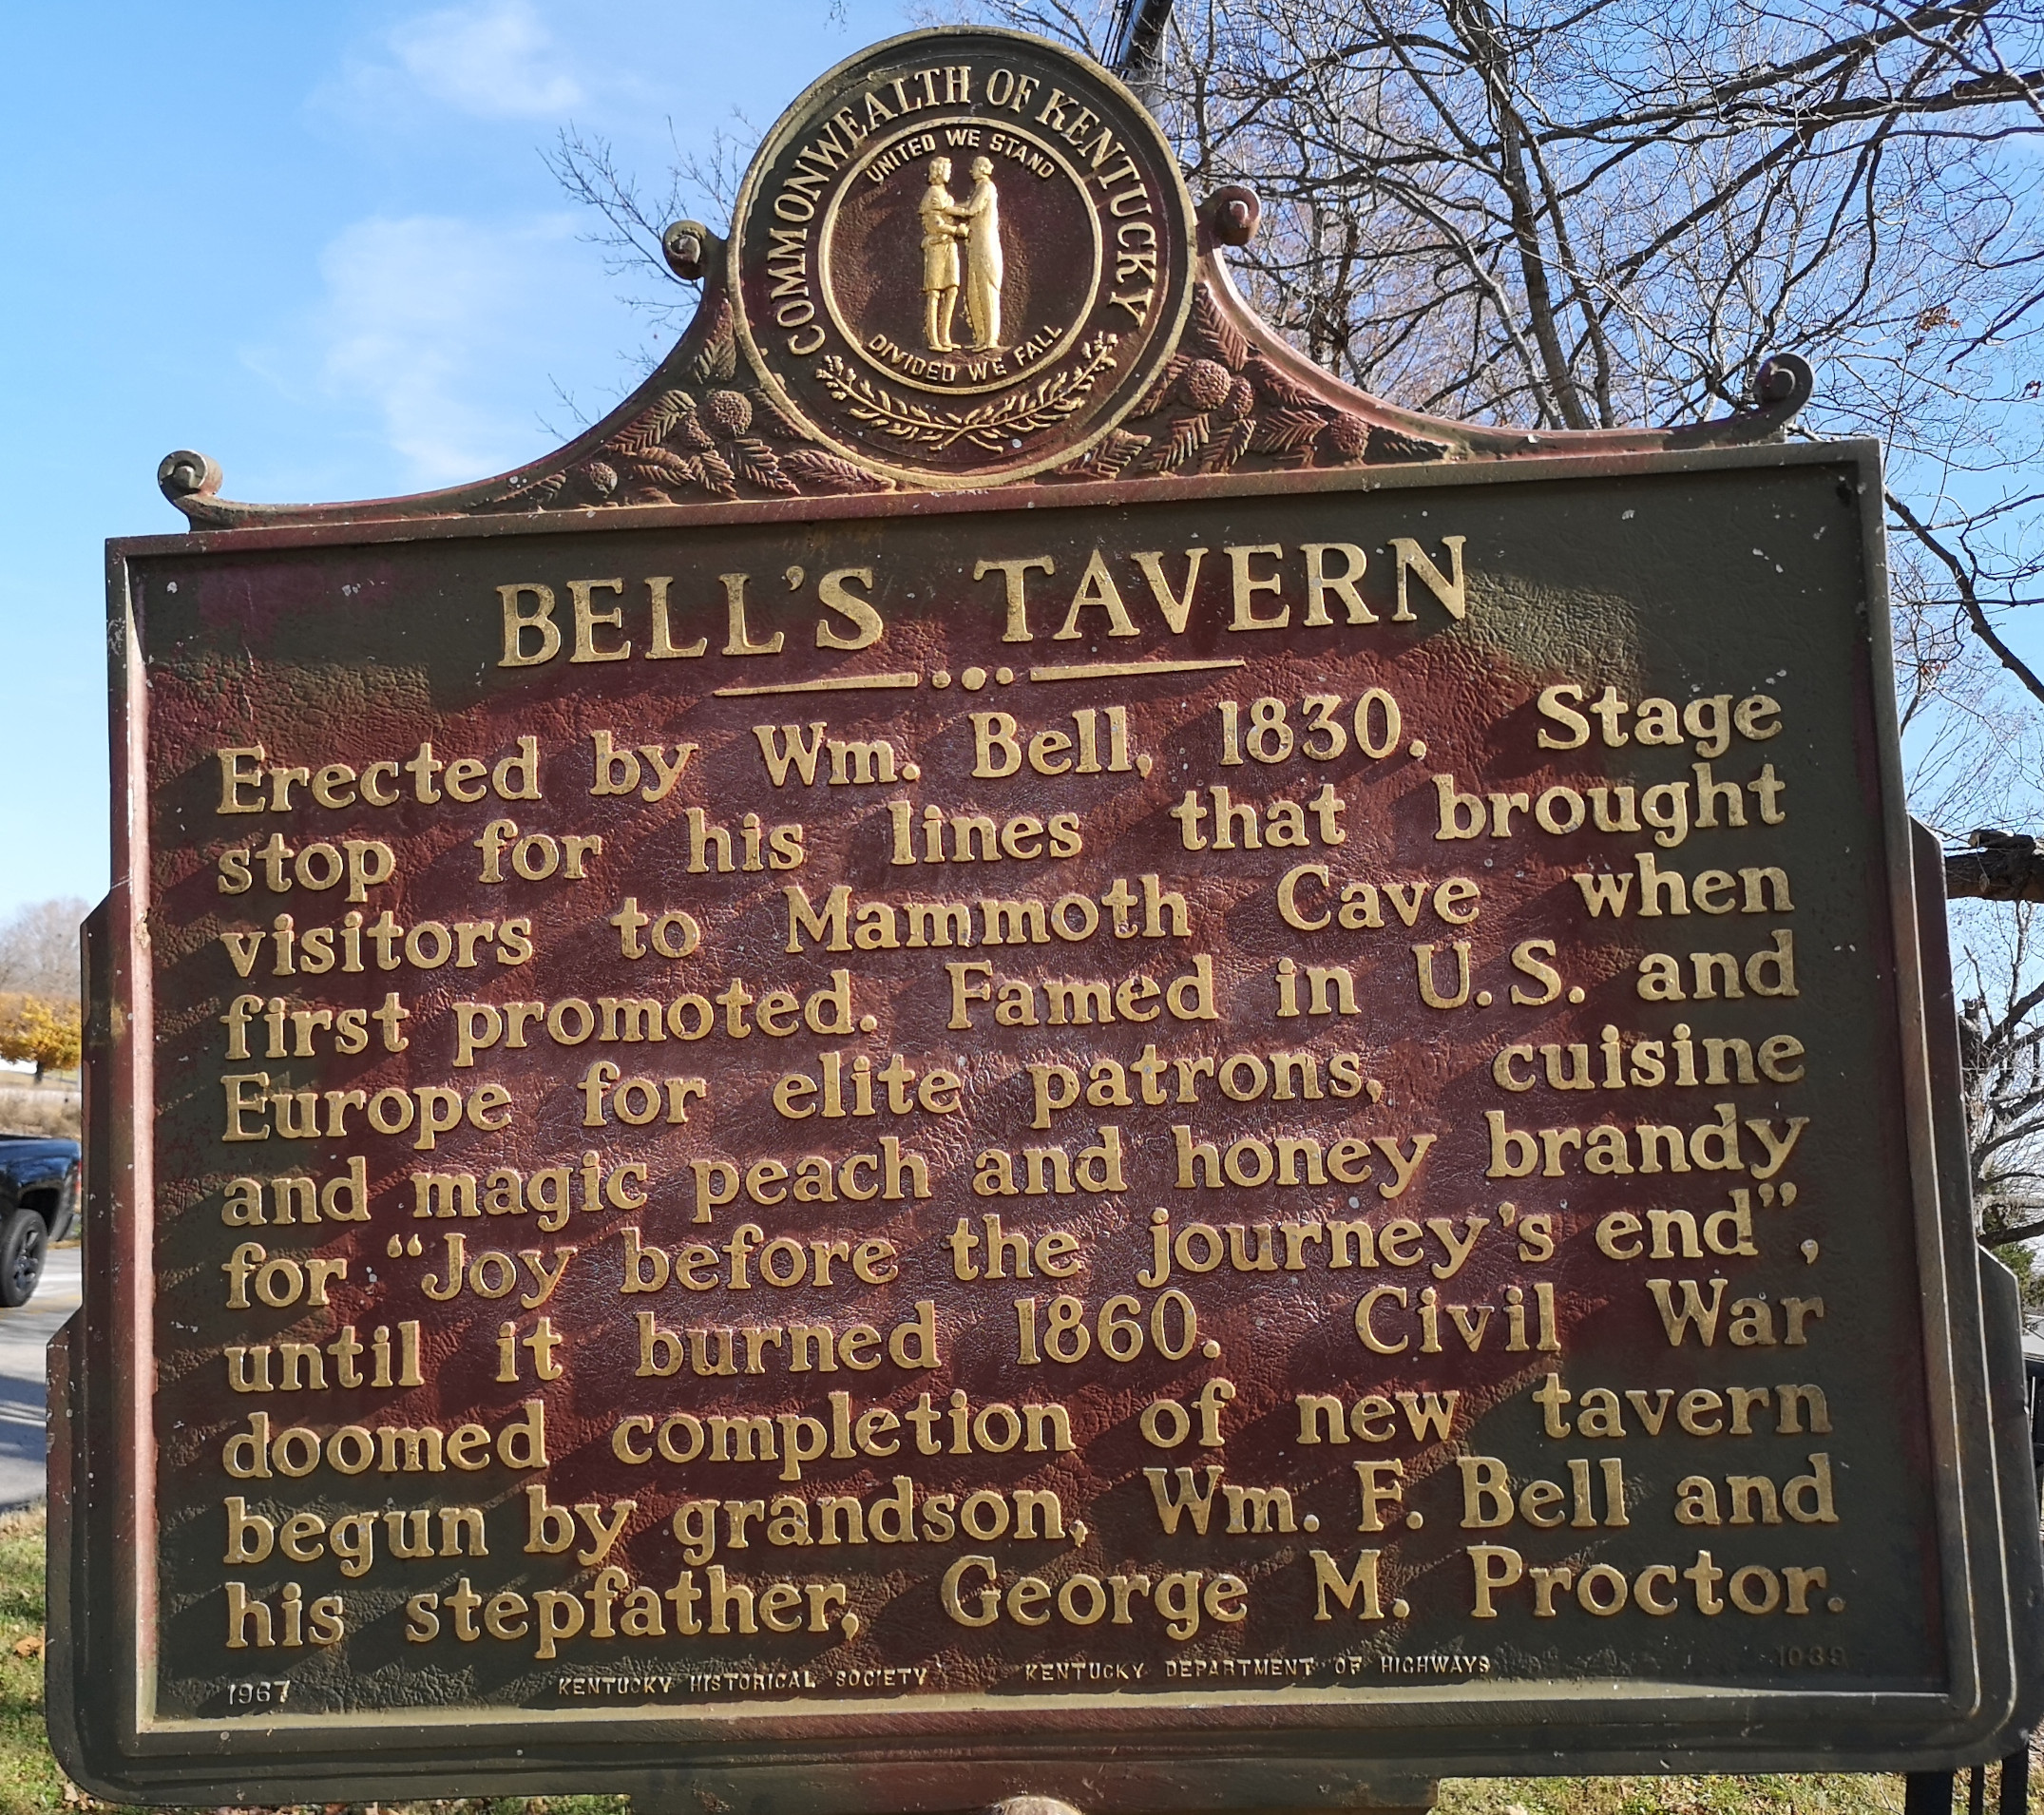 COMMONWEALTH OF KENTUCKY
UNITED WE STAND
DIVIDED WE FALL
BELL'S TAVERN
Erected by Wm. Bell, 1830. Stage
stop for his lines that brought
visitors to Mammoth Cave when
first promoted. Famed in U.S. and
Europe for elite patrons, cuisine
and magic peach and honey brandy
for “Joy before the journey's end”,
until it burned 1860. Civil War
doomed completion of new tavern
begun by grandson, Wm. F. Bell and
his stepfather, George M. Proctor.
1967 KENTUCKY HISTORICAL SOCIETY KENTUCKY DEPARTMENT OF HIGHWAYS